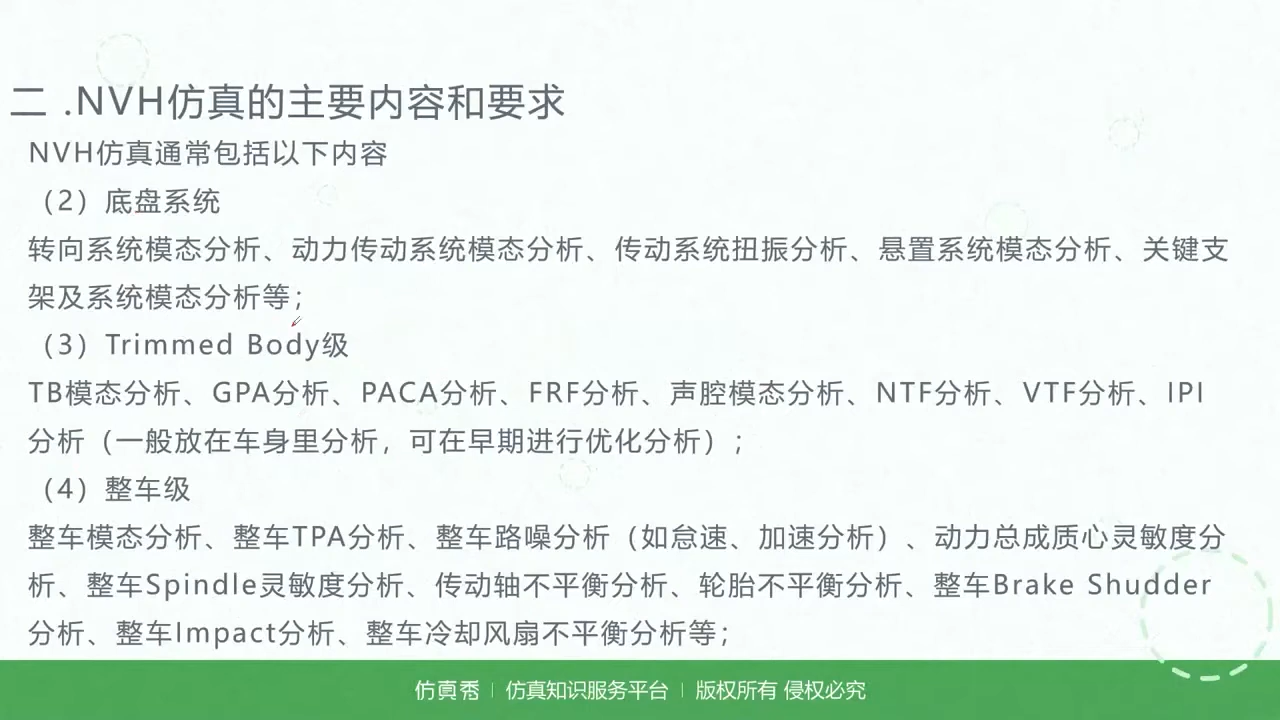 二 .NVH仿真的主要内容和要求
NVH仿真通常包括以下内容
（2）底盘系统
转向系统模态分析、动力传动系统模态分析、传动系统扭振分析、悬置系统模态分析、关键支
架及系统模态分析等；
（3）Trimmed Body级
TB模态分析、GPA分析、PACA分析、FRF分析、声腔模态分析、NTF分析、VTF分析、IPI
分析（一般放在车身里分析，可在早期进行优化分析）；
（4）整车级
整车模态分析、整车TPA分析、整车路噪分析（如怠速、加速分析）、动力总成质心灵敏度分
析、整车Spindle灵敏度分析、传动轴不平衡分析、轮胎不平衡分析、整车Brake Shudder
分析、整车Impact分析、整车冷却风扇不平衡分析等；
仿真秀 | 仿真知识服务平台 | 版权所有 侵权必究